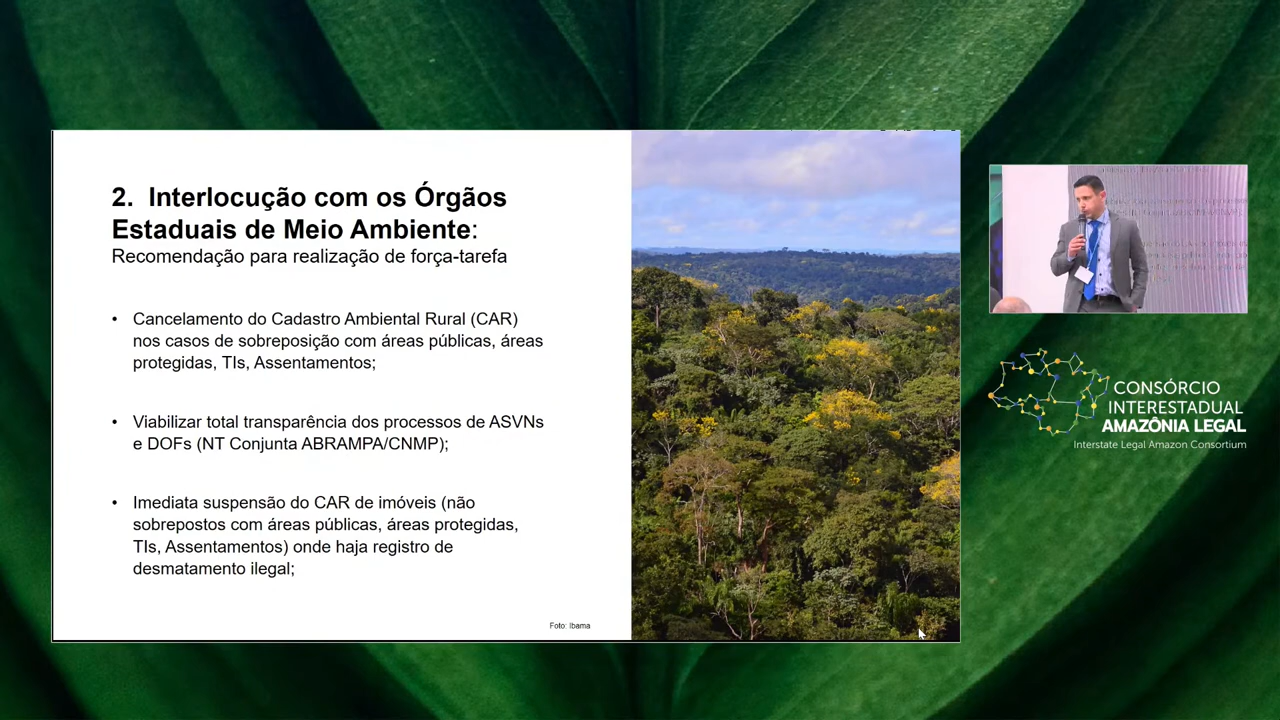 2. Interlocução com os Órgãos
Estaduais de Meio Ambiente:
Recomendação para realização de força-tarefa
• Cancelamento do Cadastro Ambiental Rural (CAR)
nos casos de sobreposição com áreas públicas, áreas
protegidas, TIs, Assentamentos;
• Viabilizar total transparência dos processos de ASVNs
e DOFs (NT Conjunta ABRAMPA/CNMP);
• Imediata suspensão do CAR de imóveis (não
sobrepostos com áreas públicas, áreas protegidas,
TIs, Assentamentos) onde haja registro de
desmatamento ilegal;
Foto: Ibama
CONSÓRCIO
INTERESTADUAL
AMAZÔNIA LEGAL
Interstate Legal Amazon Consortium